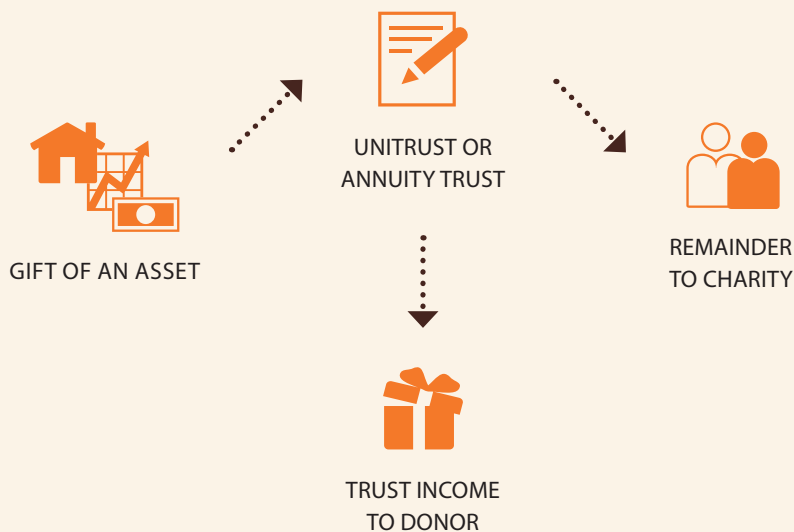 UNITRUST OR
ANNUITY TRUST
GIFT OF AN ASSET
REMAINDER
TO CHARITY
TRUST INCOME
TO DONOR